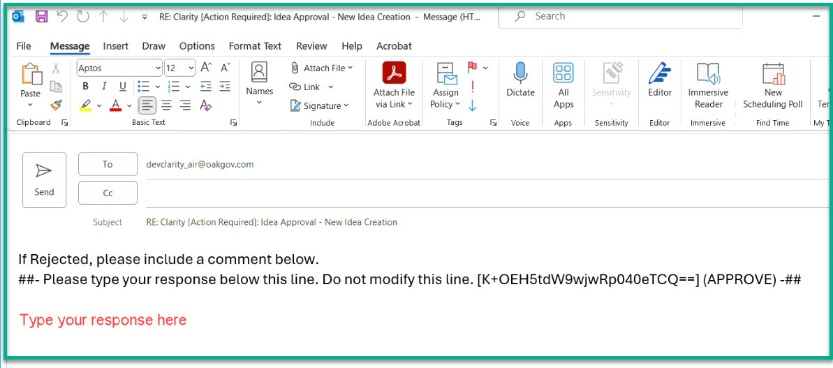 RE: Clarity [Action Required]: Idea Approval - New Idea Creation - Message (HT...
Search
File Message Insert Draw Options Format Text Review Help Acrobat
Paste
Clipboard
Aptos 12
B I U
Basic Text
Names
Attach File
Link
Signature
Include
Attach File via Link
Adobe Acrobat
Assign Policy
Tags
Dictate
Voice
All Apps
Apps
Sensitivity
Sensitivity
Editor
Editor
Immersive Reader
Immersive
New Scheduling Poll
Find Time
My T
Send
To devclarity_air@oakgov.com
Cc
Subject RE: Clarity [Action Required]: Idea Approval - New Idea Creation
If Rejected, please include a comment below.
##- Please type your response below this line. Do not modify this line. [K+OEH5tdW9wjwRp040eTCQ==] (APPROVE) -##
Type your response here